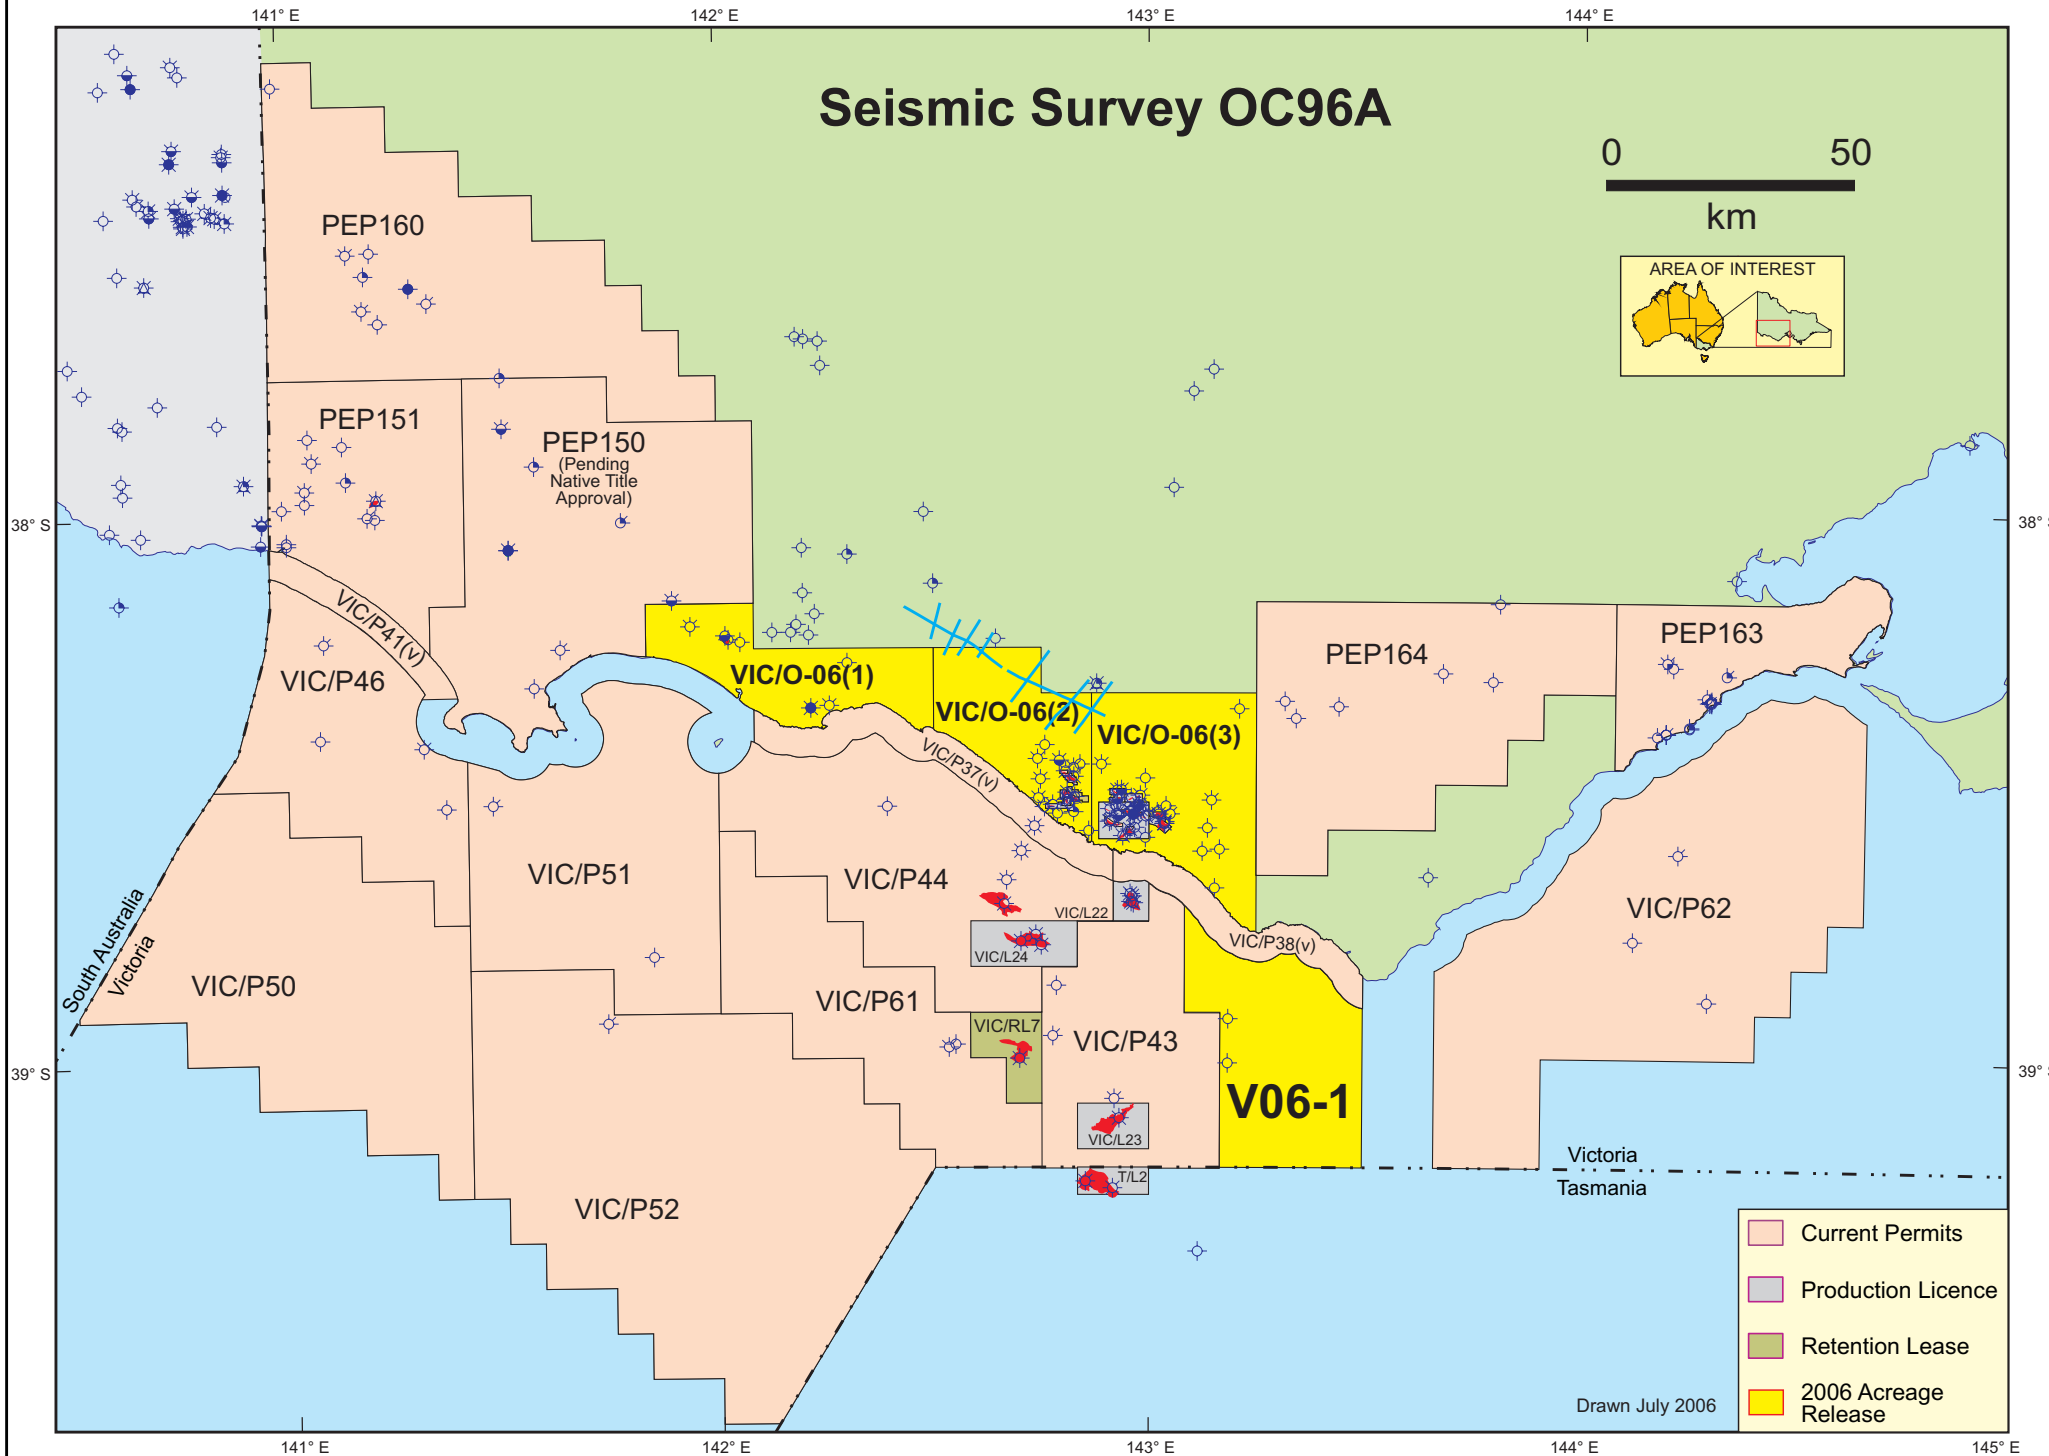 141° E
142° E
143° E
144° E
Seismic Survey OC96A
0
50
km
AREA OF INTEREST
PEP160
PEP151
PEP150
(Pending
Native Title
Approval)
38° S
38° S
VIC/P41(v)
VIC/P46
VIC/O-06(1)
VIC/O-06(2)
VIC/O-06(3)
PEP164
PEP163
VIC/P37(v)
VIC/P51
VIC/P44
VIC/L22
VIC/P62
VIC/P38(v)
South Australia
Victoria
VIC/L24
VIC/P50
VIC/P61
VIC/RL7
VIC/P43
39° S
39° S
V06-1
VIC/L23
T/L2
Victoria
Tasmania
VIC/P52
Current Permits
Production Licence
Retention Lease
2006 Acreage
Release
Drawn July 2006
141° E
142° E
143° E
144° E
145° E